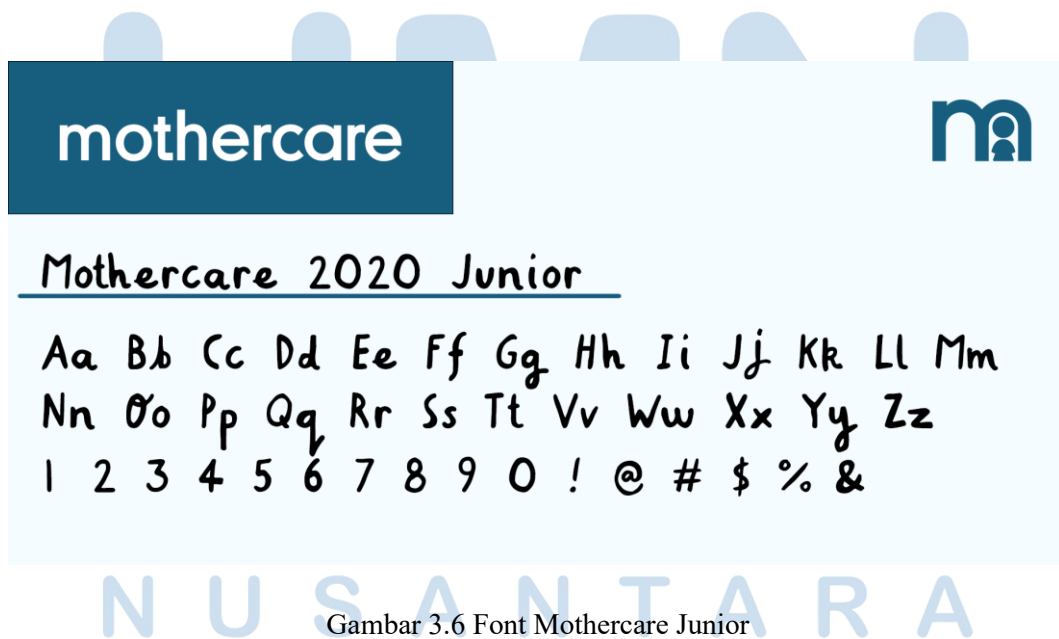 mothercare
Mothercare 2020 Junior
Aa Bb Cc Dd Ee Ff Gg Hh Ii Jj Kk Ll Mm
Nn Oo Pp Qq Rr Ss Tt Vv Ww Xx Yy Zz
1 2 3 4 5 6 7 8 9 0 ! @ # $ % &
NUSANTARA
Gambar 3.6 Font Mothercare Junior